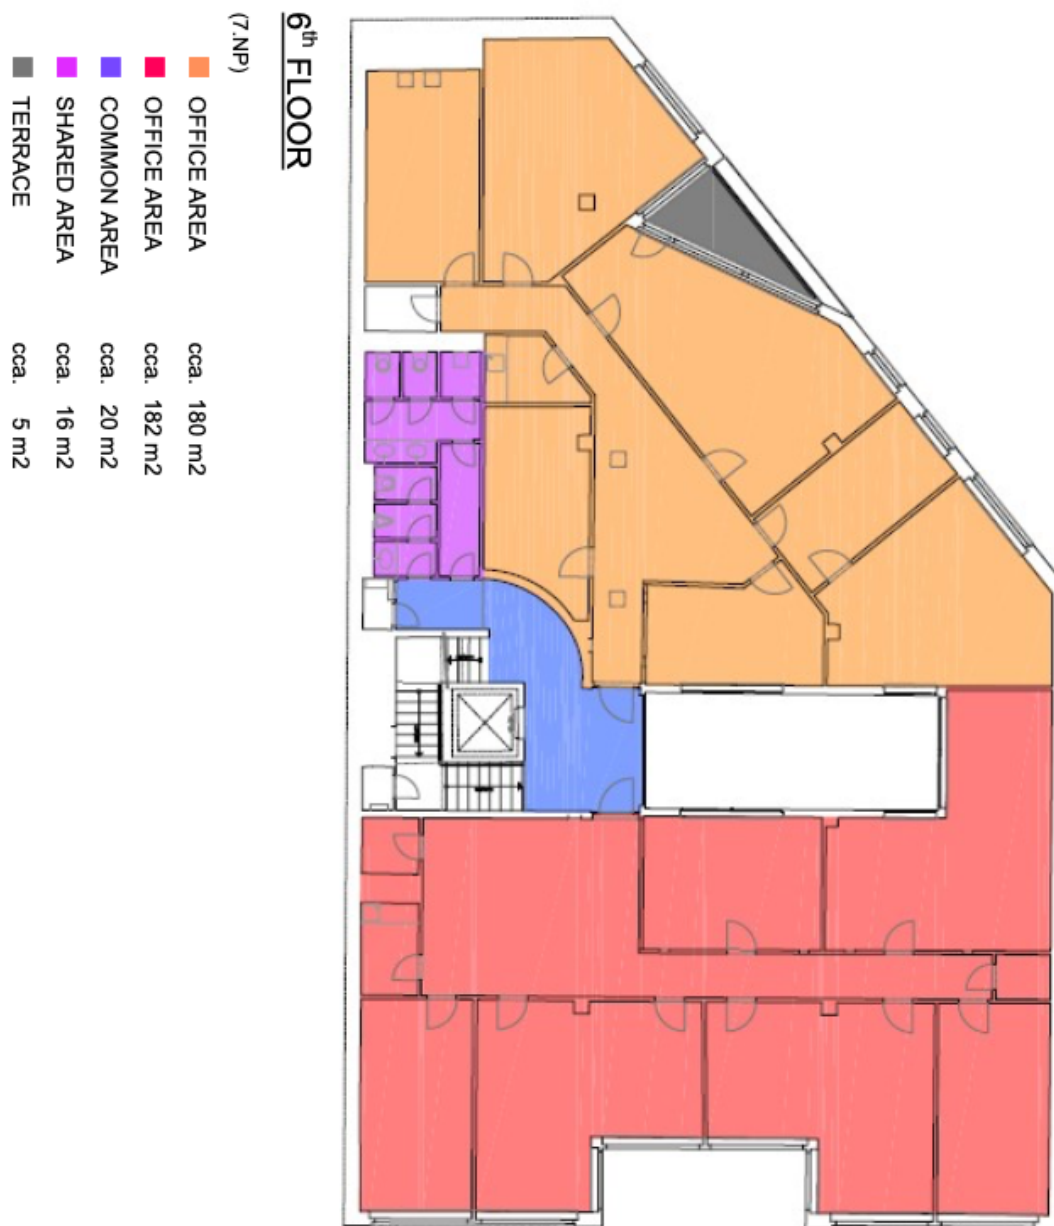 6th FLOOR
(7.NP)
OFFICE AREA cca. 180 m2
OFFICE AREA cca. 182 m2
COMMON AREA cca. 20 m2
SHARED AREA cca. 16 m2
TERRACE cca. 5 m2